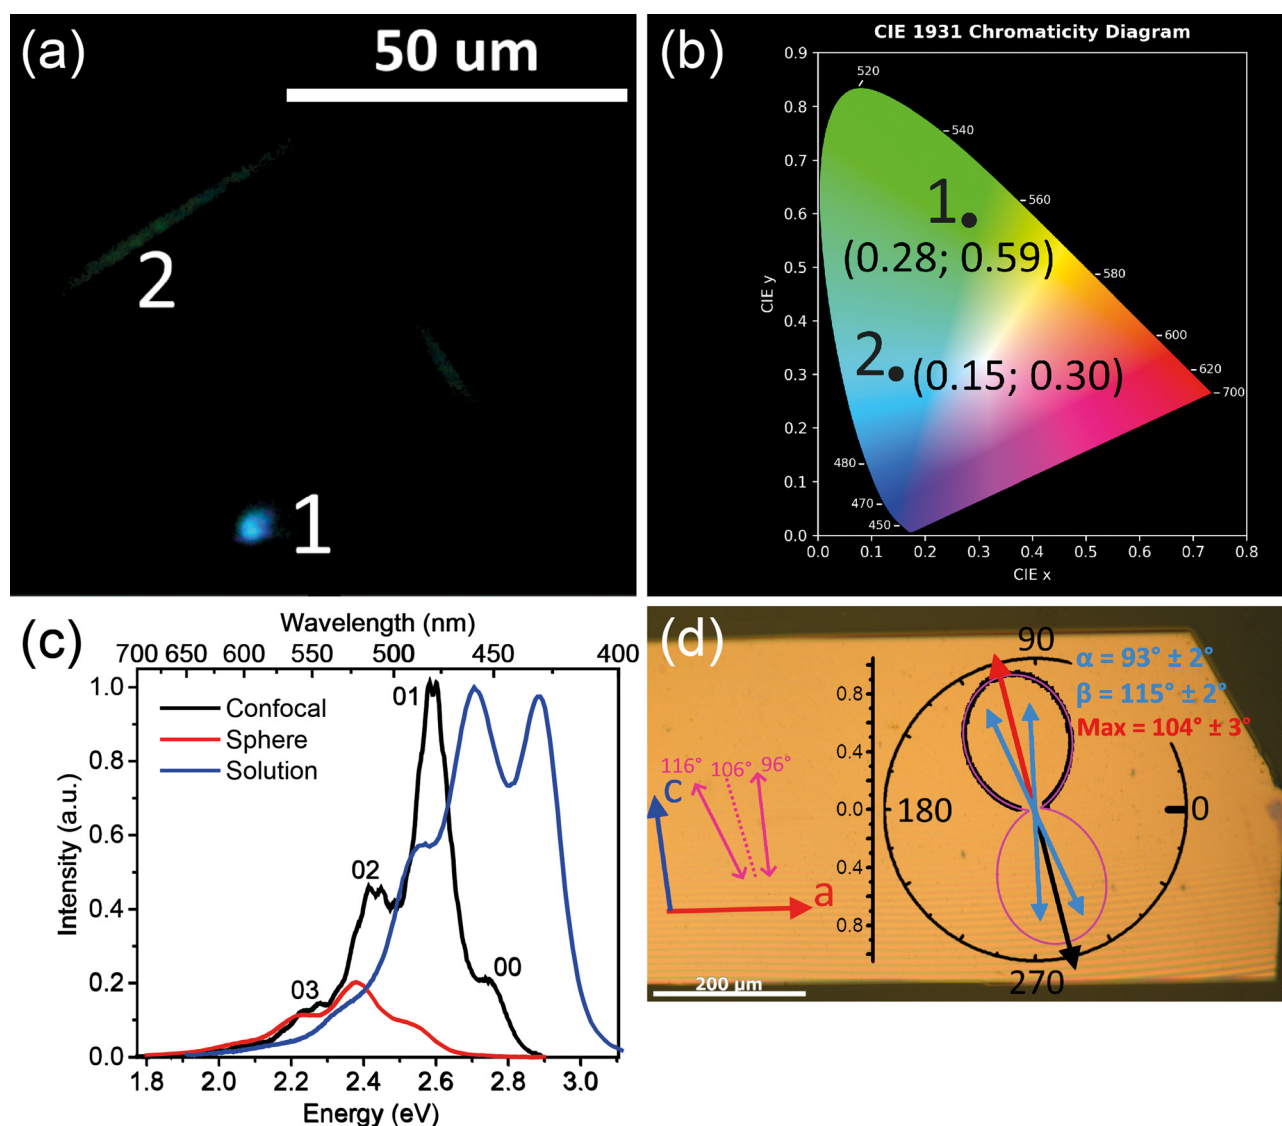 (a)
50 um
2
1
(b)
CIE 1931 Chromaticity Diagram
0.9
0.8
0.7
0.6
0.5
0.4
0.3
0.2
0.1
0.0
CIE y
520
540
560
580
600
620
700
480
470
450
1
(0.28; 0.59)
2
(0.15; 0.30)
0.0 0.1 0.2 0.3 0.4 0.5 0.6 0.7 0.8
CIE x
(c)
Wavelength (nm)
700 650 600 550 500 450 400
1.0
0.8
0.6
0.4
0.2
0.0
Intensity (a.u.)
Confocal
Sphere
Solution
01
02
00
03
1.8 2.0 2.2 2.4 2.6 2.8 3.0
Energy (eV)
(d)
90
α = 93° ± 2°
β = 115° ± 2°
Max = 104° ± 3°
0.8
0.4
0.0
0.4
0.8
180
0
270
116° 106° 96°
c
a
200 µm